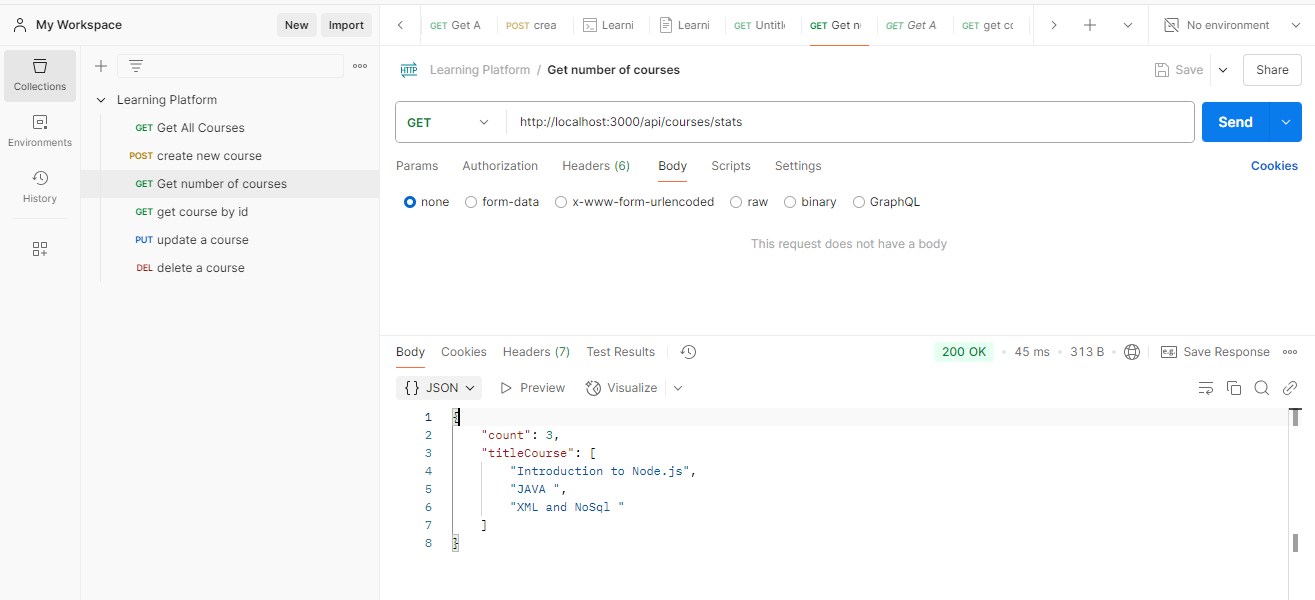 My Workspace
New
Import
GET Get A
POST crea
Learni
Learni
GET Untitl
GET Get n
GET Get A
GET get co
No environment
Collections
Environments
History
Learning Platform
GET Get All Courses
POST create new course
GET Get number of courses
GET get course by id
PUT update a course
DEL delete a course
HTTP Learning Platform / Get number of courses
Save
Share
GET
http://localhost:3000/api/courses/stats
Send
Params Authorization Headers (6) Body Scripts Settings
Cookies
none form-data x-www-form-urlencoded raw binary GraphQL
This request does not have a body
Body Cookies Headers (7) Test Results
200 OK • 45 ms • 313 B •
e.g. Save Response
{} JSON Preview Visualize
1 {
2 "count": 3,
3 "titleCourse": [
4 "Introduction to Node.js",
5 "JAVA ",
6 "XML and NoSql "
7 ]
8 }